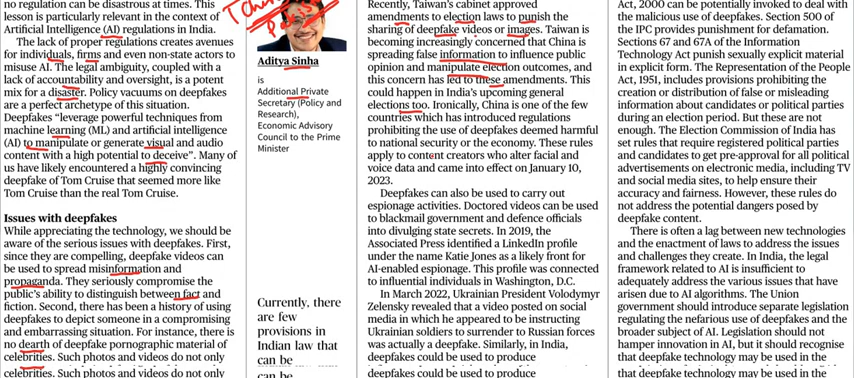 no regulation can be disastrous at times. This
lesson is particularly relevant in the context of
Artificial Intelligence (AI) regulations in India.
The lack of proper regulations creates avenues
for individuals, firms and even non-state actors to
misuse AI. The legal ambiguity, coupled with a
lack of accountability and oversight, is a potent
mix for a disaster. Policy vacuums on deepfakes
are a perfect archetype of this situation.
Deepfakes “leverage powerful techniques from
machine learning (ML) and artificial intelligence
(AI) to manipulate or generate visual and audio
content with a high potential to deceive”. Many of
us have likely encountered a highly convincing
deepfake of Tom Cruise that seemed more like
Tom Cruise than the real Tom Cruise.
Issues with deepfakes
While appreciating the technology, we should be
aware of the serious issues with deepfakes. First,
since they are compelling, deepfake videos can
be used to spread misinformation and
propaganda. They seriously compromise the
public’s ability to distinguish between fact and
fiction. Second, there has been a history of using
deepfakes to depict someone in a compromising
and embarrassing situation. For instance, there is
no dearth of deepfake pornographic material of
celebrities. Such photos and videos do not only
celebrities. Such photos and videos do not only
Aditya Sinha
is
Additional Private
Secretary (Policy and
Research),
Economic Advisory
Council to the Prime
Minister
Currently, there
are few
provisions in
Indian law that
can be
can be
Recently, Taiwan’s cabinet approved
amendments to election laws to punish the
sharing of deepfake videos or images. Taiwan is
becoming increasingly concerned that China is
spreading false information to influence public
opinion and manipulate election outcomes, and
this concern has led to these amendments. This
could happen in India’s upcoming general
elections too. Ironically, China is one of the few
countries which has introduced regulations
prohibiting the use of deepfakes deemed harmful
to national security or the economy. These rules
apply to content creators who alter facial and
voice data and came into effect on January 10,
2023.
Deepfakes can also be used to carry out
espionage activities. Doctored videos can be used
to blackmail government and defence officials
into divulging state secrets. In 2019, the
Associated Press identified a LinkedIn profile
under the name Katie Jones as a likely front for
AI-enabled espionage. This profile was connected
to influential individuals in Washington, D.C.
In March 2022, Ukrainian President Volodymyr
Zelensky revealed that a video posted on social
media in which he appeared to be instructing
Ukrainian soldiers to surrender to Russian forces
was actually a deepfake. Similarly, in India,
deepfakes could be used to produce
deepfakes could be used to produce
Act, 2000 can be potentially invoked to deal with
the malicious use of deepfakes. Section 500 of
the IPC provides punishment for defamation.
Sections 67 and 67A of the Information
Technology Act punish sexually explicit material
in explicit form. The Representation of the People
Act, 1951, includes provisions prohibiting the
creation or distribution of false or misleading
information about candidates or political parties
during an election period. But these are not
enough. The Election Commission of India has
set rules that require registered political parties
and candidates to get pre-approval for all political
advertisements on electronic media, including TV
and social media sites, to help ensure their
accuracy and fairness. However, these rules do
not address the potential dangers posed by
deepfake content.
There is often a lag between new technologies
and the enactment of laws to address the issues
and challenges they create. In India, the legal
framework related to AI is insufficient to
adequately address the various issues that have
arisen due to AI algorithms. The Union
government should introduce separate legislation
regulating the nefarious use of deepfakes and the
broader subject of AI. Legislation should not
hamper innovation in AI, but it should recognise
that deepfake technology may be used in the
that deepfake technology may be used in the